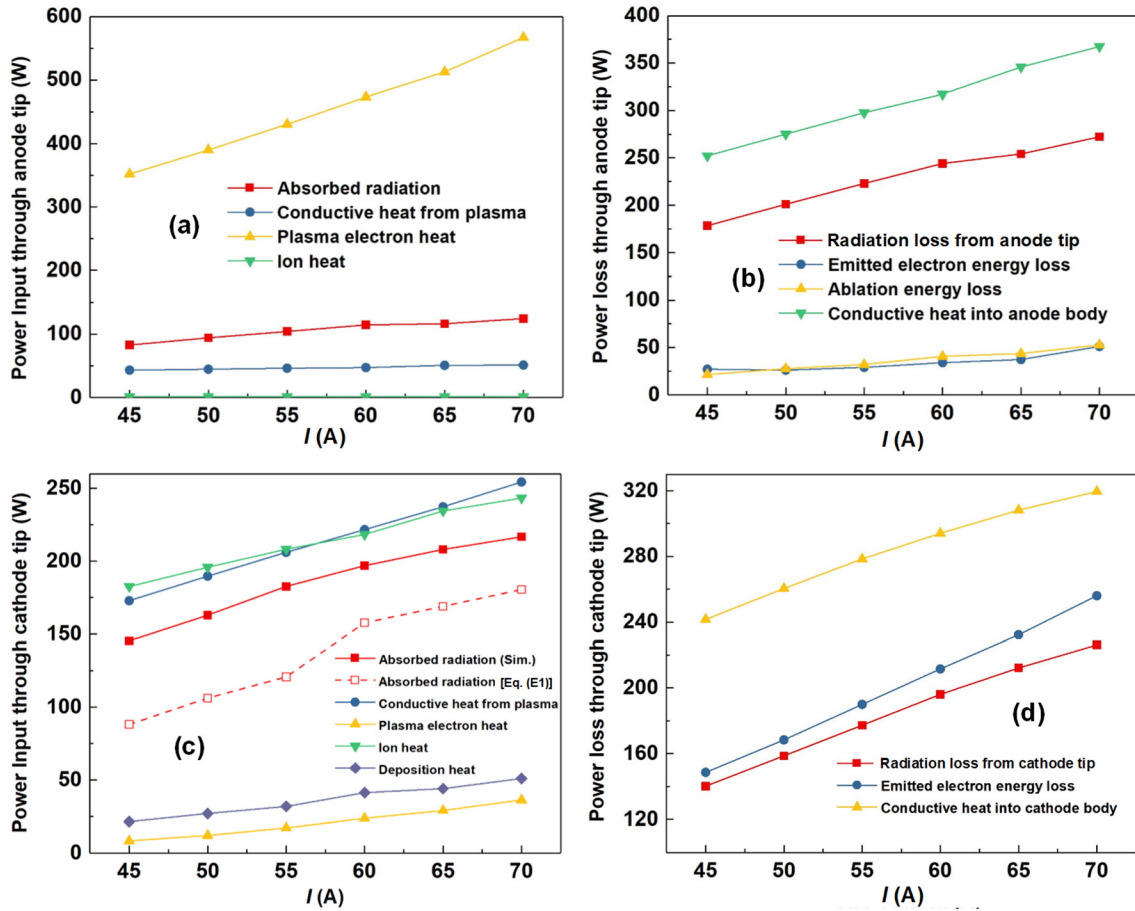 Power Input through anode tip (W)
600
500
400
300
200
100
0
Absorbed radiation
Conductive heat from plasma
Plasma electron heat
Ion heat
(a)
45 50 55 60 65 70
I (A)
Power loss through anode tip (W)
400
350
300
250
200
150
100
50
0
Radiation loss from anode tip
Emitted electron energy loss
Ablation energy loss
Conductive heat into anode body
(b)
45 50 55 60 65 70
I (A)
Power Input through cathode tip (W)
250
200
150
100
50
0
Absorbed radiation (Sim.)
Absorbed radiation [Eq. (E1)]
Conductive heat from plasma
Plasma electron heat
Ion heat
Deposition heat
(c)
45 50 55 60 65 70
I (A)
Power loss through cathode tip (W)
320
280
240
200
160
120
(d)
Radiation loss from cathode tip
Emitted electron energy loss
Conductive heat into cathode body
45 50 55 60 65 70
I (A)